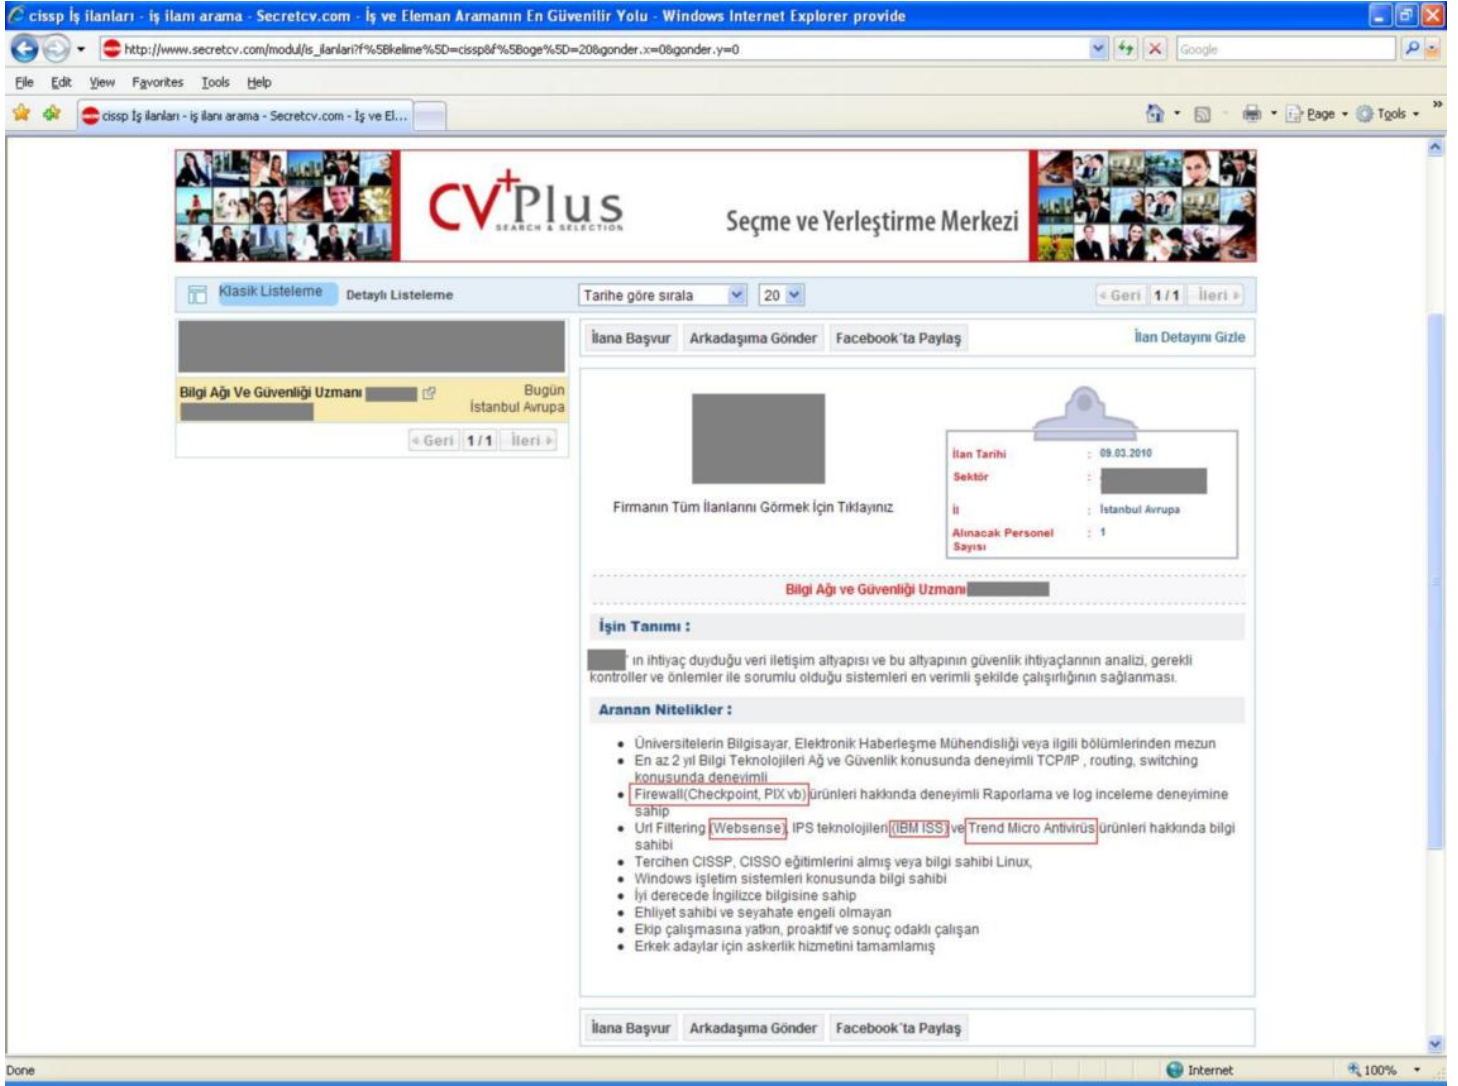 cissp İş ilanları - iş ilanı arama - Secretcv.com - İş ve Eleman Aramanın En Güvenilir Yolu - Windows Internet Explorer provide
http://www.secretcv.com/modul/is_ilanlari?f%5Bkelime%5D=cissp&f%5Boge%5D=20&gonder.x=0&gonder.y=0
Google
File Edit View Favorites Tools Help
cissp İş ilanları - iş ilanı arama - Secretcv.com - İş ve El...
Page Tools
CV+Plus
SEARCH & SELECTION
Seçme ve Yerleştirme Merkezi
Klasik Listeleme Detaylı Listeleme Tarihe göre sırala 20 Geri 1/1 İleri
İlana Başvur Arkadaşıma Gönder Facebook´ta Paylaş İlan Detayını Gizle
Bilgi Ağı Ve Güvenliği Uzmanı Bugün
İstanbul Avrupa
Geri 1/1 İleri
İlan Tarihi : 09.03.2010
Sektör :
İl : İstanbul Avrupa
Alınacak Personel Sayısı : 1
Firmanın Tüm İlanlarını Görmek İçin Tıklayınız
Bilgi Ağı ve Güvenliği Uzmanı
İşin Tanımı :
' ın ihtiyaç duyduğu veri iletişim altyapısı ve bu altyapının güvenlik ihtiyaçlarının analizi, gerekli
kontroller ve önlemler ile sorumlu olduğu sistemleri en verimli şekilde çalışırlığının sağlanması.
Aranan Nitelikler :
• Üniversitelerin Bilgisayar, Elektronik Haberleşme Mühendisliği veya ilgili bölümlerinden mezun
• En az 2 yıl Bilgi Teknolojileri Ağ ve Güvenlik konusunda deneyimli TCP/IP , routing, switching
konusunda deneyimli
• Firewall(Checkpoint, PIX vb) ürünleri hakkında deneyimli Raporlama ve log inceleme deneyimine
sahip
• Url Filtering (Websense), IPS teknolojileri (IBM ISS) ve Trend Micro Antivirüs ürünleri hakkında bilgi
sahibi
• Tercihen CISSP, CISSO eğitimlerini almış veya bilgi sahibi Linux,
• Windows işletim sistemleri konusunda bilgi sahibi
• İyi derecede İngilizce bilgisine sahip
• Ehliyet sahibi ve seyahate engeli olmayan
• Ekip çalışmasına yatkın, proaktif ve sonuç odaklı çalışan
• Erkek adaylar için askerlik hizmetini tamamlamış
İlana Başvur Arkadaşıma Gönder Facebook´ta Paylaş
Done Internet 100%